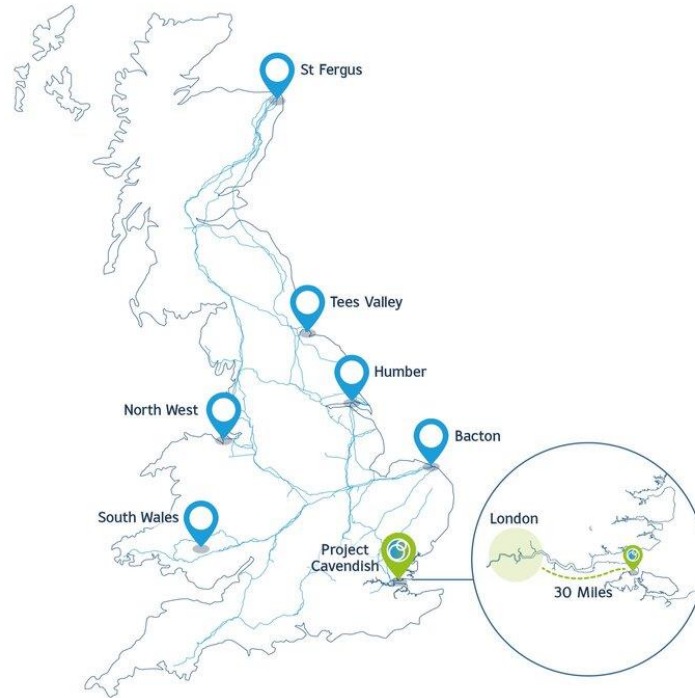 St Fergus
Tees Valley
Humber
North West
Bacton
South Wales
Project
Cavendish
London
30 Miles